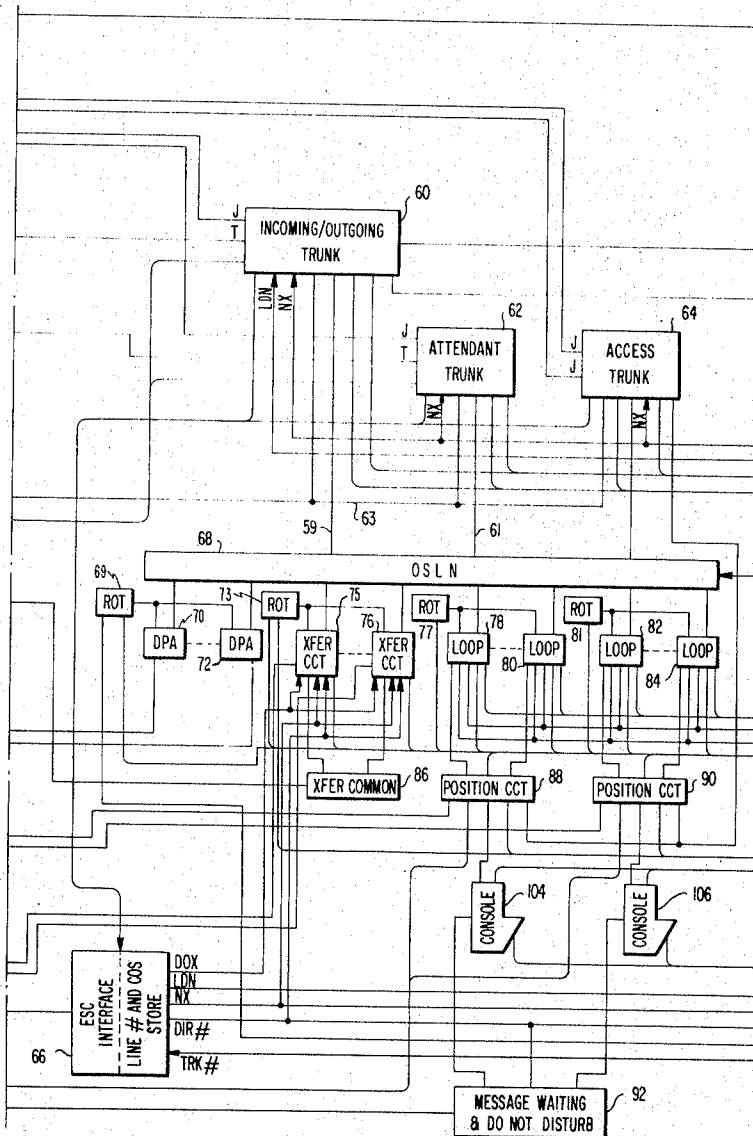 60
J
T
INCOMING/OUTGOING
TRUNK
LDN
NX
62
64
J
T
ATTENDANT
TRUNK
J
J
ACCESS
TRUNK
NX
NX
63
59
61
68
OSLN
69
ROT
70
DPA
72
DPA
73
ROT
75
XFER
CCT
76
XFER
CCT
ROT
77
78
LOOP
80
LOOP
ROT
81
82
LOOP
84
LOOP
XFER COMMON
86
POSITION CCT
88
POSITION CCT
90
CONSOLE
104
CONSOLE
106
ESC
INTERFACE
LINE # AND COS
STORE
66
DOX
LDN
NX
DIR#
TRK#
MESSAGE WAITING
& DO NOT DISTURB
92